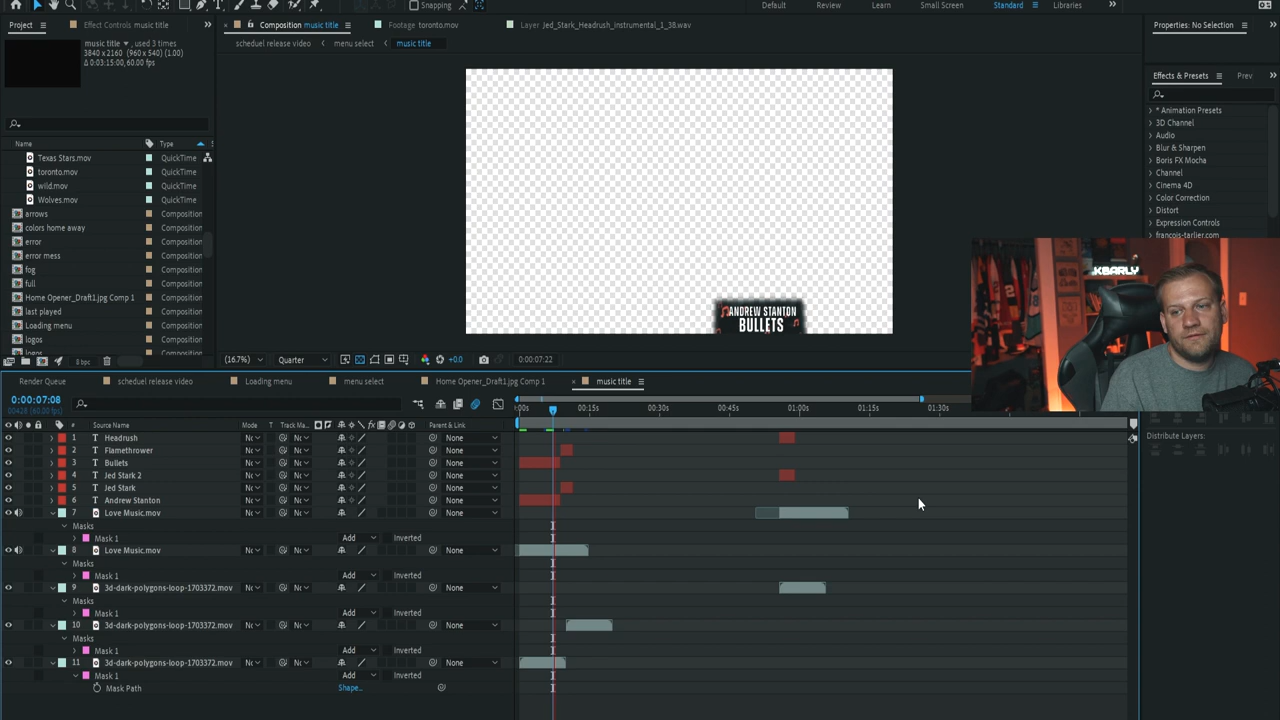 Snapping
Default
Review
Learn
Small Screen
Standard
Libraries
Project
Effect Controls music title
Composition music title
Footage toronto.mov
Layer Jed_Stark_Headrush_instrumental_1_38.wav
Properties: No Selection
music title , used 3 times
3840 x 2160 (960 x 540) (1.00)
Δ 0:03:15:00, 60.00 fps
scheduel release video
menu select
music title
Effects & Presets
Prev
Name
Type
Texas Stars.mov QuickTime
toronto.mov QuickTime
wild.mov QuickTime
Wolves.mov QuickTime
arrows Composition
colors home away Composition
error Composition
error mess Composition
fog Composition
full Composition
Home Opener_Draft1.jpg Comp 1 Composition
last played Composition
Loading menu Composition
logos Composition
8 bpc
* Animation Presets
3D Channel
Audio
Blur & Sharpen
Boris FX Mocha
Channel
Cinema 4D
Color Correction
Distort
Expression Controls
francois-tarlier.com
KBARLY
ANDREW STANTON
BULLETS
(16.7%)
Quarter
+0.0
0:00:07:22
Render Queue
scheduel release video
Loading menu
menu select
Home Opener_Draft1.jpg Comp 1
music title
0:00:07:08
00428 (60.00 fps)
:00s 00:15s 00:30s 00:45s 01:00s 01:15s 01:30s
# Source Name Mode T Track Ma... Parent & Link
1 T Headrush None
2 T Flamethrower None
3 T Bullets None
4 T Jed Stark 2 None
5 T Jed Stark None
6 T Andrew Stanton None
7 Love Music.mov None
Masks
Mask 1 Add Inverted
8 Love Music.mov None
Masks
Mask 1 Add Inverted
9 3d-dark-polygons-loop-1703372.mov None
Masks
Mask 1 Add Inverted
10 3d-dark-polygons-loop-1703372.mov None
Masks
Mask 1 Add Inverted
11 3d-dark-polygons-loop-1703372.mov None
Mask 1 Add Inverted
Mask Path Shape...
Distribute Layers: